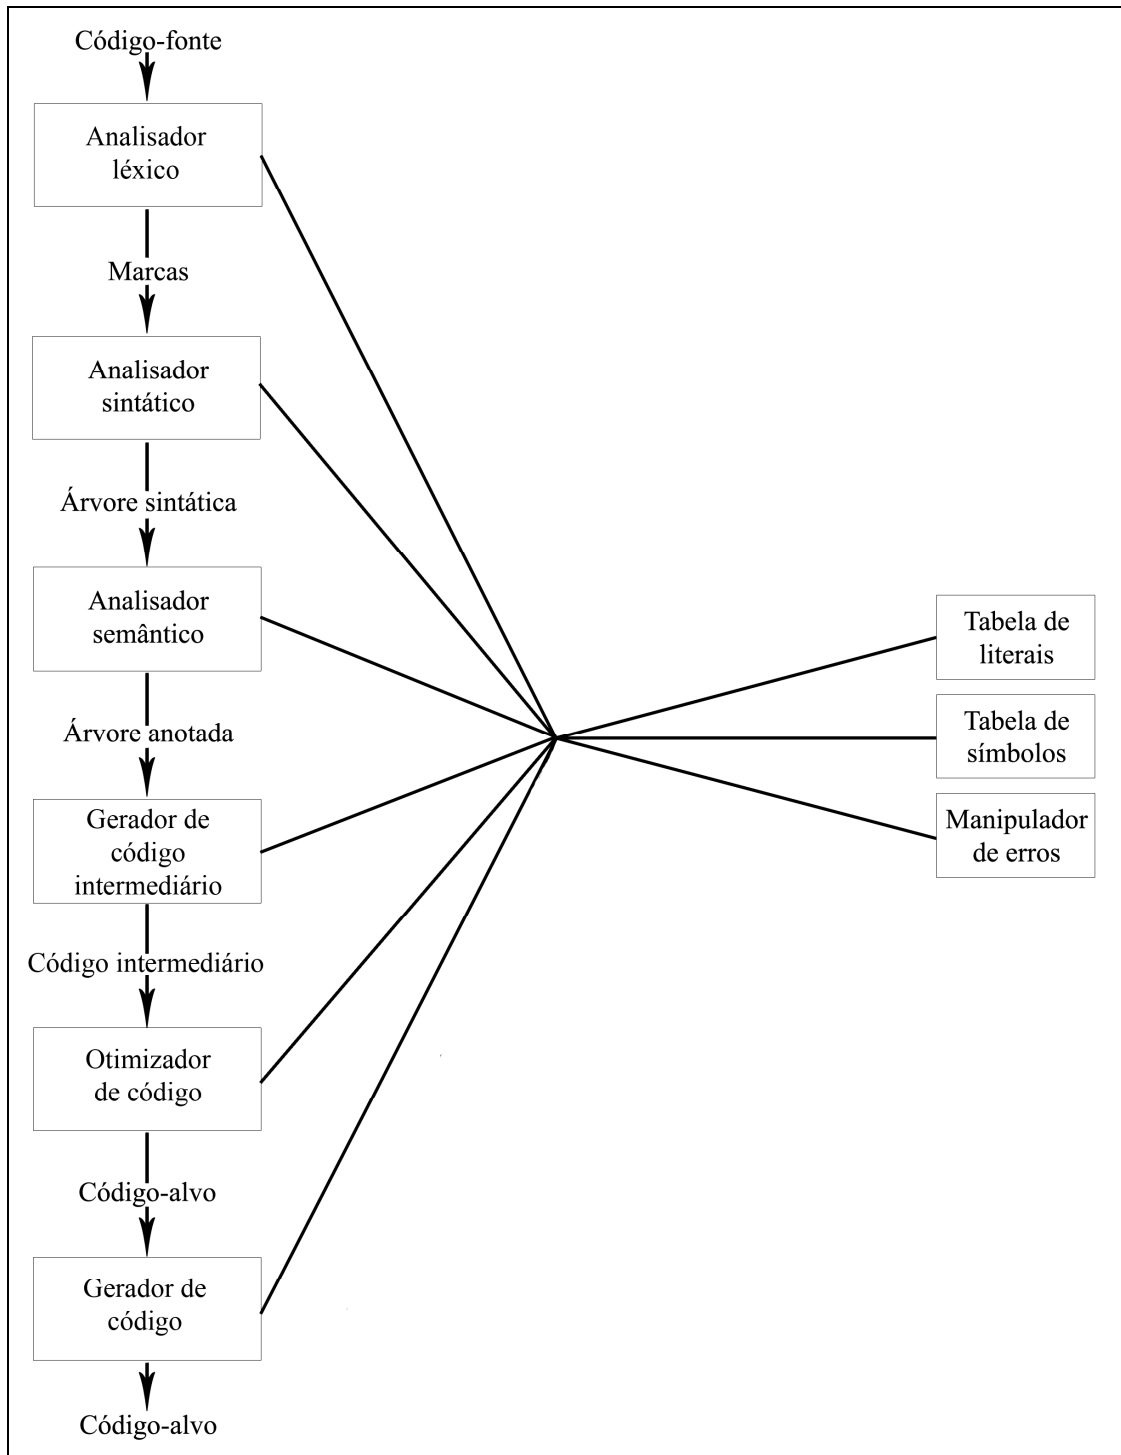 Código-fonte
Analisador
léxico
Marcas
Analisador
sintático
Árvore sintática
Analisador
semântico
Árvore anotada
Gerador de
código
intermediário
Código intermediário
Otimizador
de código
Código-alvo
Gerador de
código
Código-alvo
Tabela de
literais
Tabela de
símbolos
Manipulador
de erros